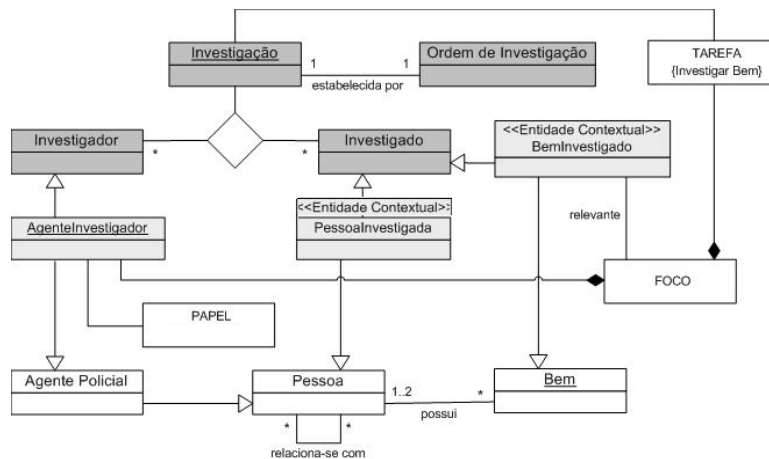 Investigação
1
1
estabelecida por
Ordem de Investigação
TAREFA
{Investigar Bem}
Investigador
*
*
Investigado
<<Entidade Contextual>>
BemInvestigado
relevante
AgenteInvestigador
<<Entidade Contextual>>
PessoaInvestigada
FOCO
PAPEL
Agente Policial
Pessoa
1..2
*
possui
Bem
*
*
relaciona-se com